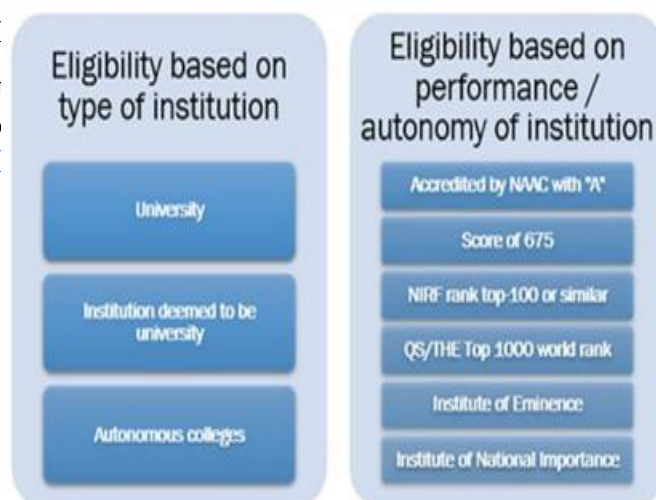 Eligibility based on
type of institution
University
Institution deemed to be
university
Autonomous colleges
Eligibility based on
performance /
autonomy of institution
Accredited by NAAC with "A"
Score of 675
NIRF rank top-100 or similar
QS/THE Top 1000 world rank
Institute of Eminence
Institute of National Importance